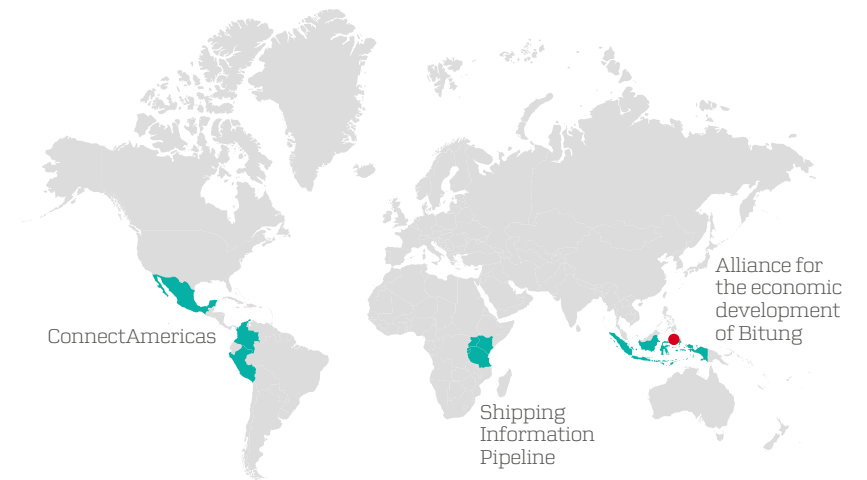 ConnectAmericas
Shipping
Information
Pipeline
Alliance for
the economic
development
of Bitung